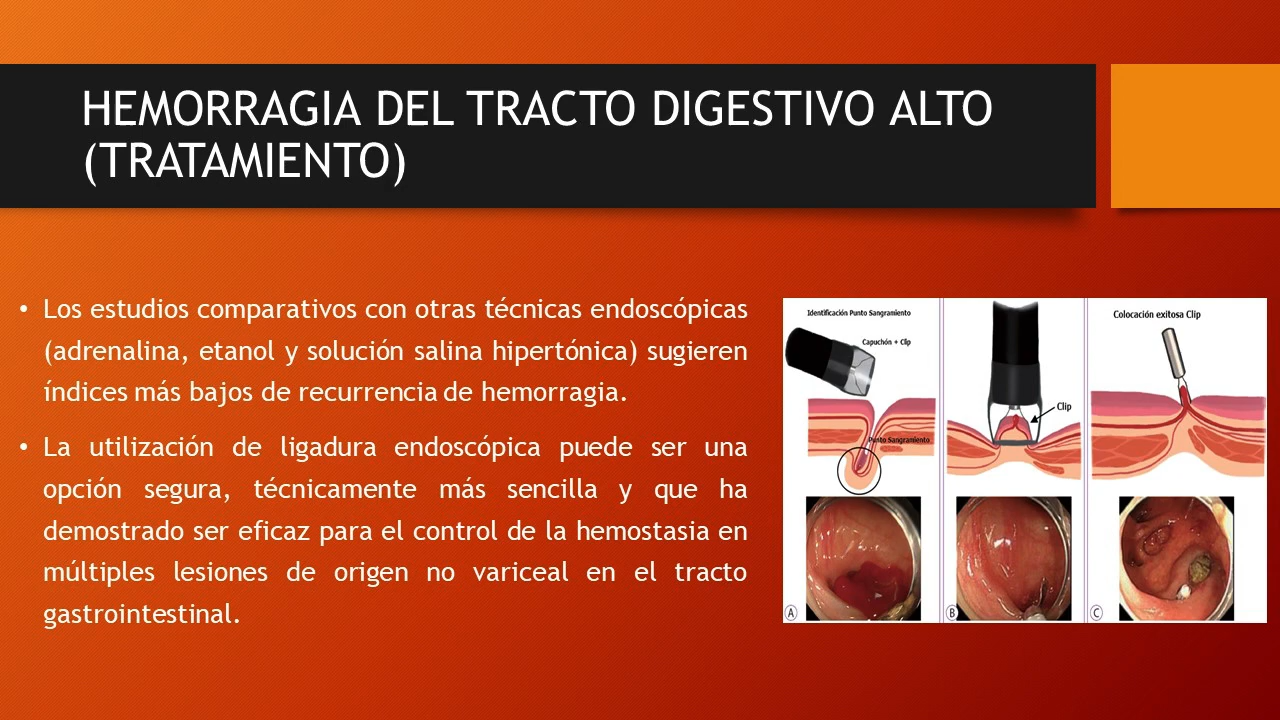 HEMORRAGIA DEL TRACTO DIGESTIVO ALTO
(TRATAMIENTO)
• Los estudios comparativos con otras técnicas endoscópicas
(adrenalina, etanol y solución salina hipertónica) sugieren
índices más bajos de recurrencia de hemorragia.
• La utilización de ligadura endoscópica puede ser una
opción segura, técnicamente más sencilla y que ha
demostrado ser eficaz para el control de la hemostasia en
múltiples lesiones de origen no variceal en el tracto
gastrointestinal.
Identificación Punto Sangramiento
Capuchón + Clip
Punto Sangramiento
A
Clip
B
Colocación exitosa Clip
C